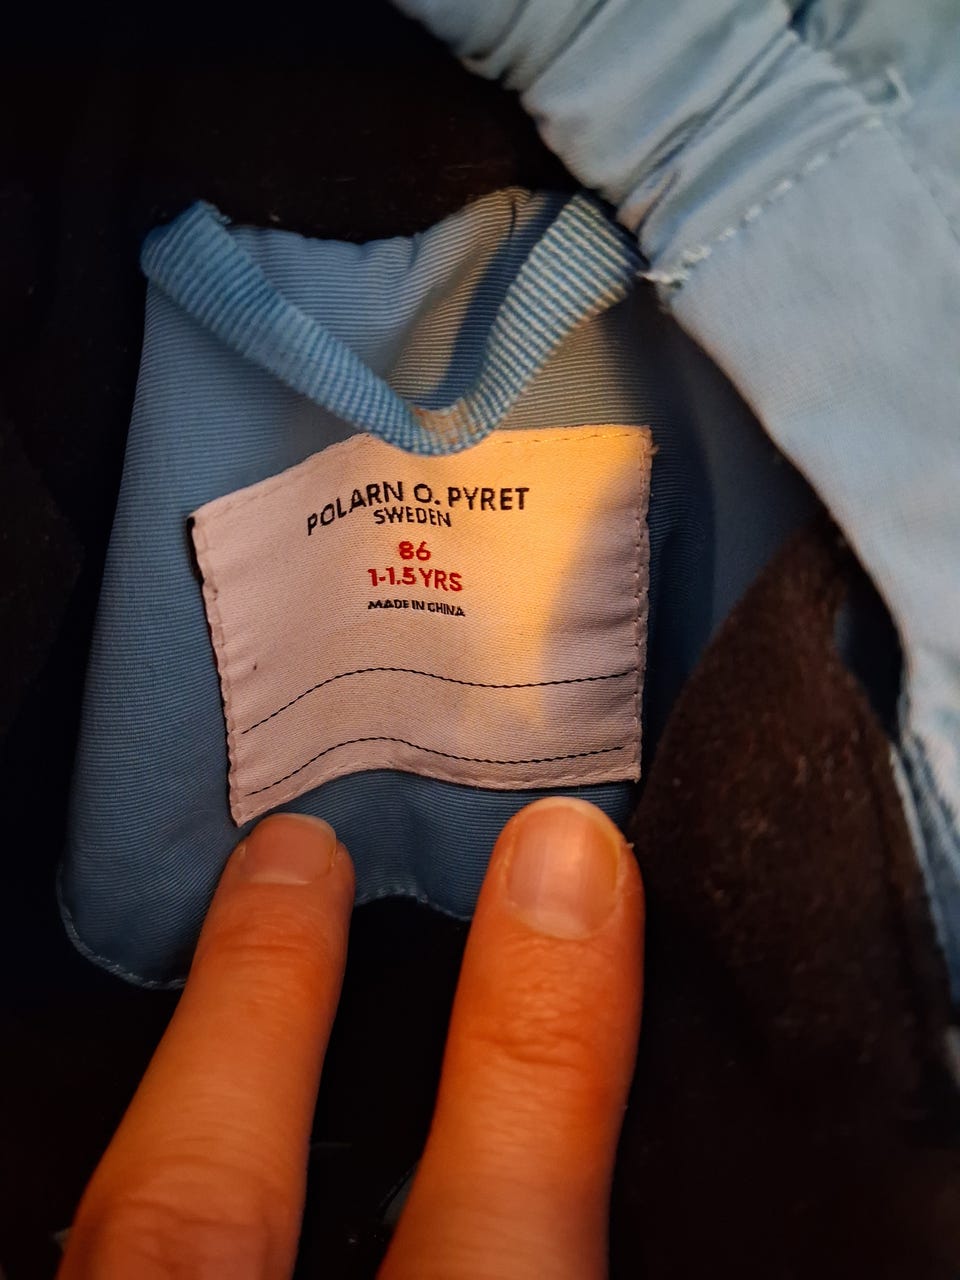 POLARN O. PYRET
SWEDEN
86
1-1.5 YRS
MADE IN CHINA